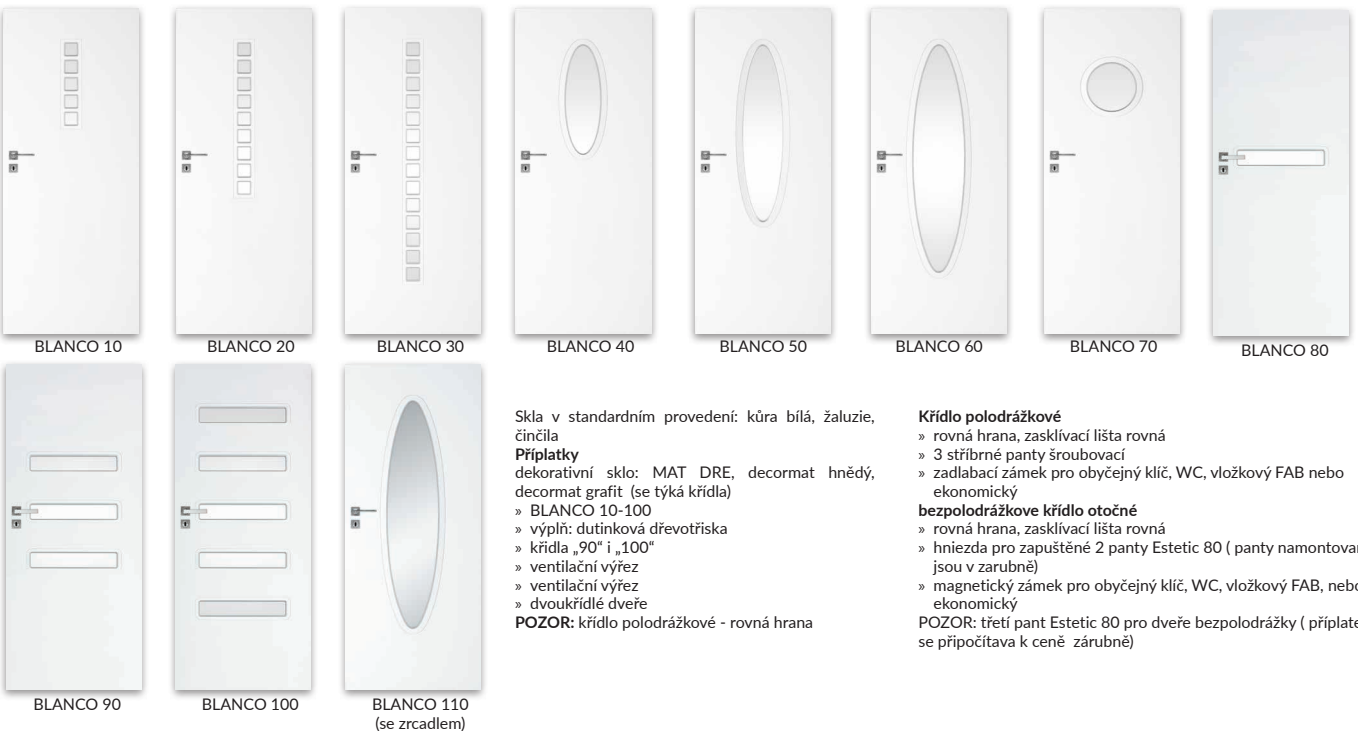 BLANCO 10
BLANCO 20
BLANCO 30
BLANCO 40
BLANCO 50
BLANCO 60
BLANCO 70
BLANCO 80
BLANCO 90
BLANCO 100
BLANCO 110
(se zrcadlem)
Skla v standardním provedení: kůra bílá, žaluzie,
činčila
Příplatky
dekorativní sklo: MAT DRE, decormat hnědý,
decormat grafit (se týká křídla)
» BLANCO 10-100
» výplň: dutinková dřevotřiska
» křidla „90“ i „100“
» ventilační výřez
» ventilační výřez
» dvoukřídlé dveře
POZOR: křídlo polodrážkové - rovná hrana
Křídlo polodrážkové
» rovná hrana, zasklívací lišta rovná
» 3 stříbrné panty šroubovací
» zadlabací zámek pro obyčejný klíč, WC, vložkový FAB nebo
ekonomický
bezpolodrážkove křídlo otočné
» rovná hrana, zasklívací lišta rovná
» hniezda pro zapuštěné 2 panty Estetic 80 ( panty namontovan
jsou v zarubně)
» magnetický zámek pro obyčejný klíč, WC, vložkový FAB, nebo
ekonomický
POZOR: třetí pant Estetic 80 pro dveře bezpolodrážky ( příplate
se připočítava k ceně zárubně)